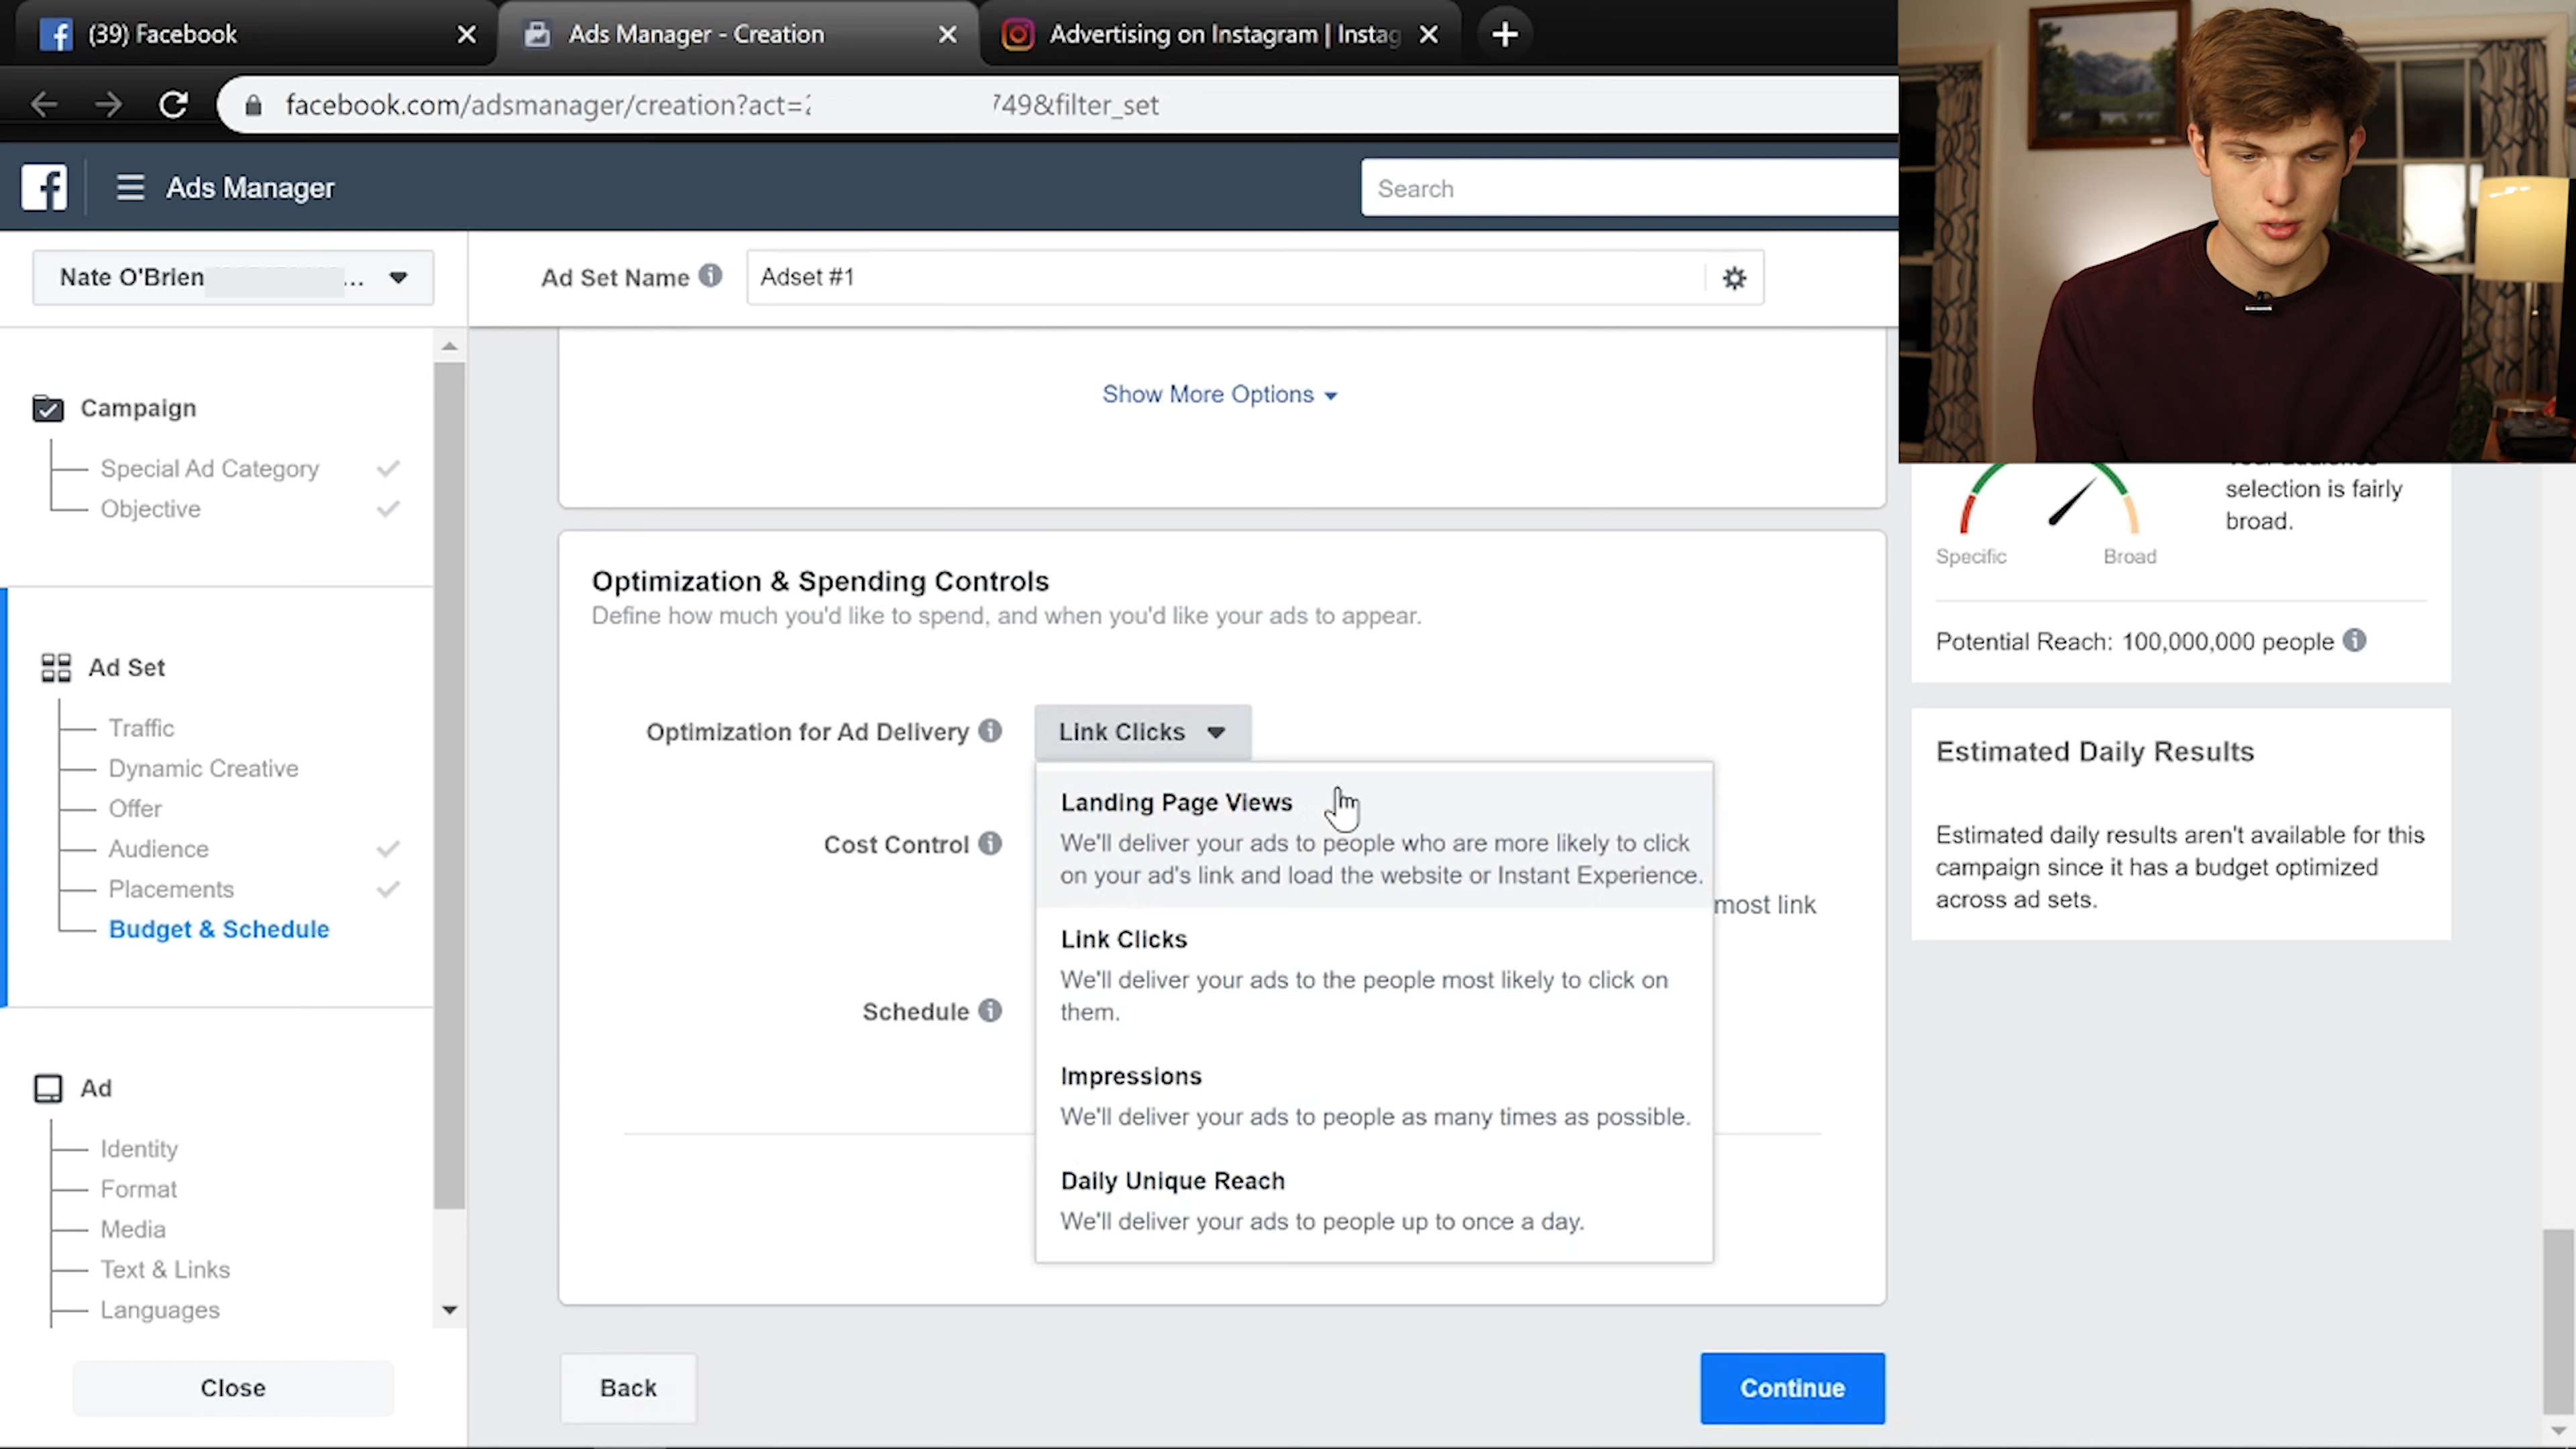 (39) Facebook
Ads Manager - Creation
Advertising on Instagram | Instag
facebook.com/adsmanager/creation?act=
749&filter_set
Ads Manager
Search
Nate O'Brien ...
Ad Set Name
Adset #1
Campaign
Special Ad Category
Objective
Ad Set
Traffic
Dynamic Creative
Offer
Audience
Placements
Budget & Schedule
Ad
Identity
Format
Media
Text & Links
Languages
Close
Show More Options
Optimization & Spending Controls
Define how much you'd like to spend, and when you'd like your ads to appear.
Optimization for Ad Delivery
Link Clicks
Landing Page Views
We'll deliver your ads to people who are more likely to click
on your ad's link and load the website or Instant Experience.
Cost Control
most link
Link Clicks
We'll deliver your ads to the people most likely to click on
them.
Schedule
Impressions
We'll deliver your ads to people as many times as possible.
Daily Unique Reach
We'll deliver your ads to people up to once a day.
Back
Continue
selection is fairly
broad.
Specific
Broad
Potential Reach: 100,000,000 people
Estimated Daily Results
Estimated daily results aren't available for this
campaign since it has a budget optimized
across ad sets.